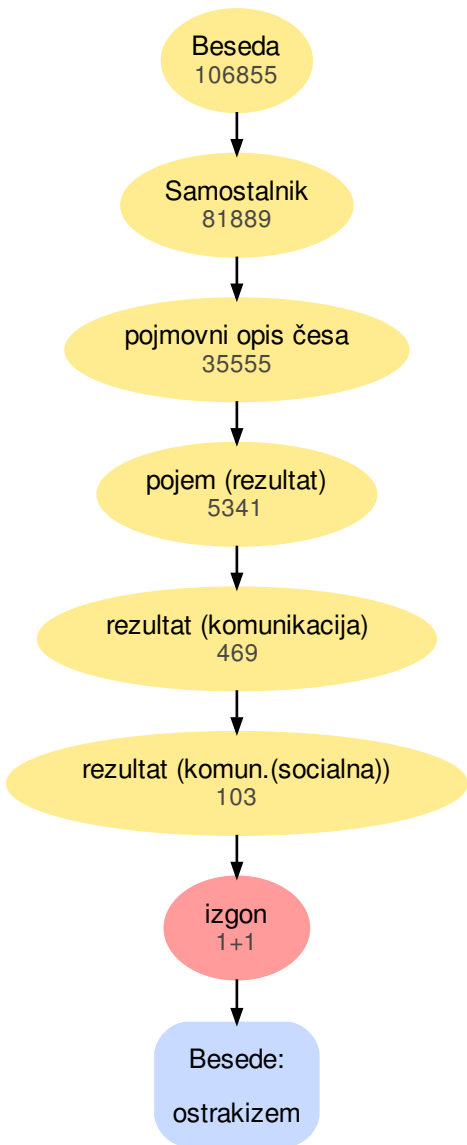 Beseda
106855
Samostalnik
81889
pojmovni opis česa
35555
pojem (rezultat)
5341
rezultat (komunikacija)
469
rezultat (komun.(socialna))
103
izgon
1+1
Besede:
ostrakizem